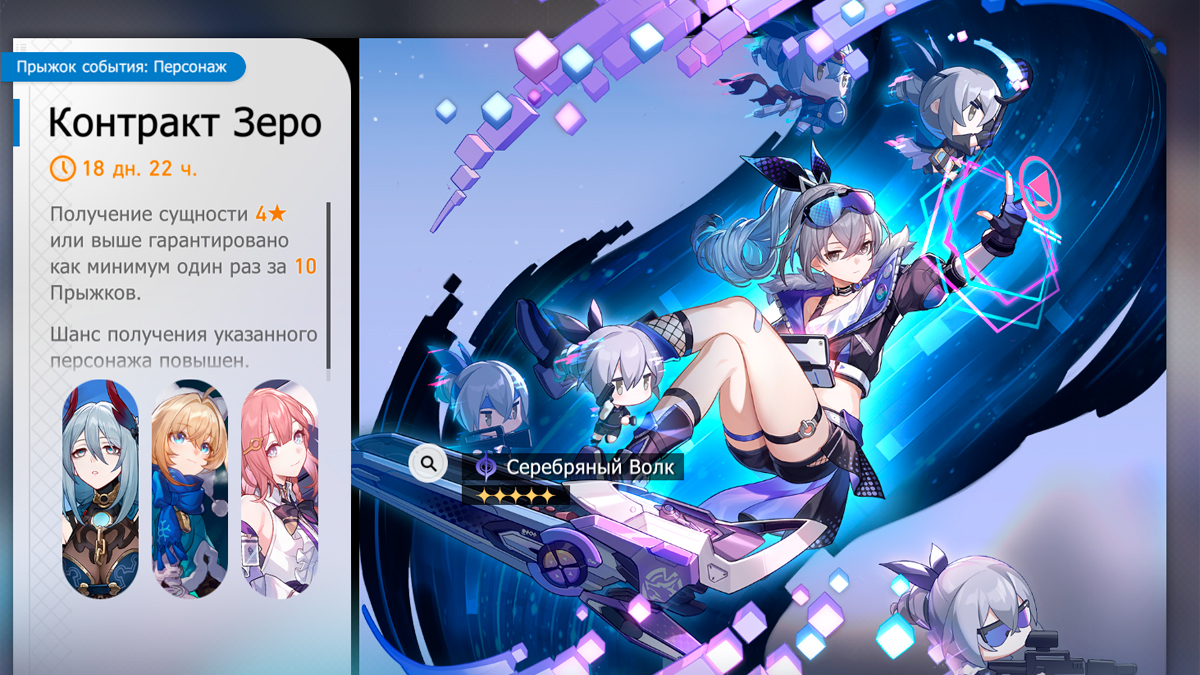 Прыжок события: Персонаж
Контракт Зеро
18 дн. 22 ч.
Получение сущности 4★
или выше гарантировано
как минимум один раз за 10
Прыжков.
Шанс получения указанного
персонажа повышен.
Серебряный Волк